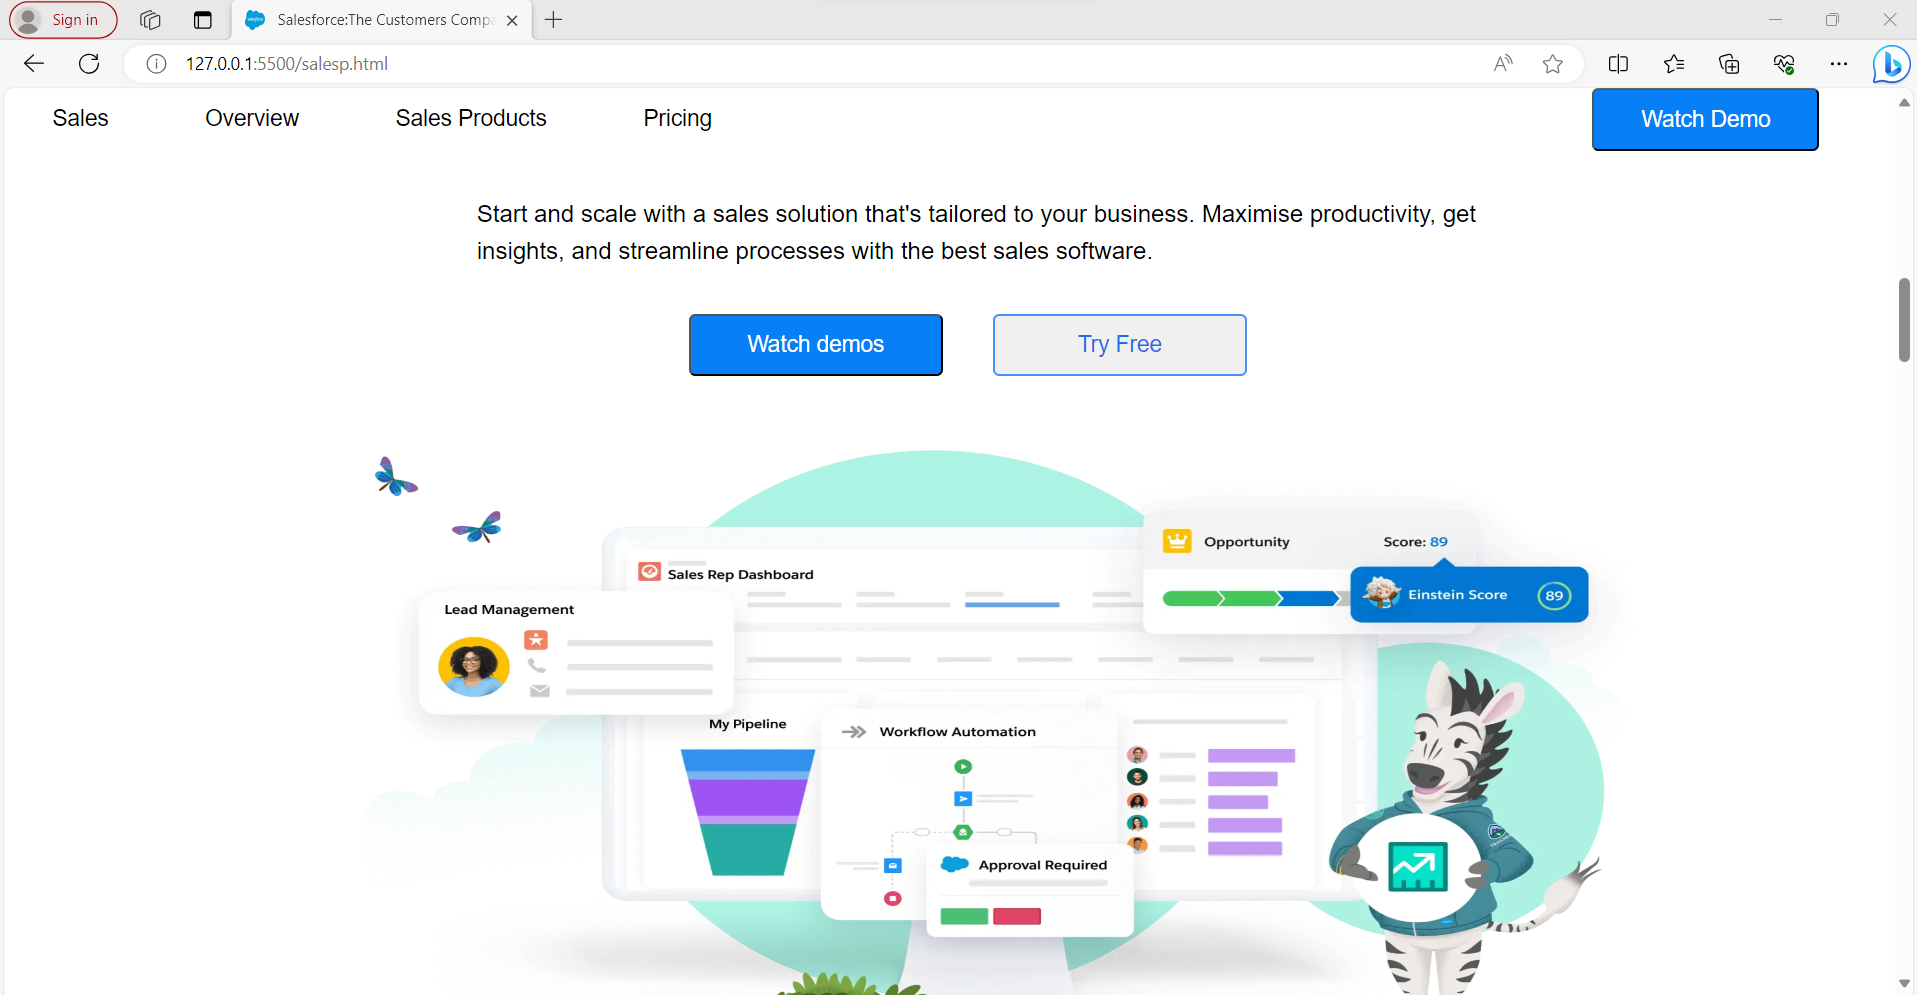 Sign in
Salesforce:The Customers Compa
127.0.0.1:5500/salesp.html
Sales Overview Sales Products Pricing Watch Demo
Start and scale with a sales solution that's tailored to your business. Maximise productivity, get
insights, and streamline processes with the best sales software.
Watch demos Try Free
Opportunity Score: 89
Sales Rep Dashboard
Einstein Score 89
Lead Management
My Pipeline
Workflow Automation
Approval Required